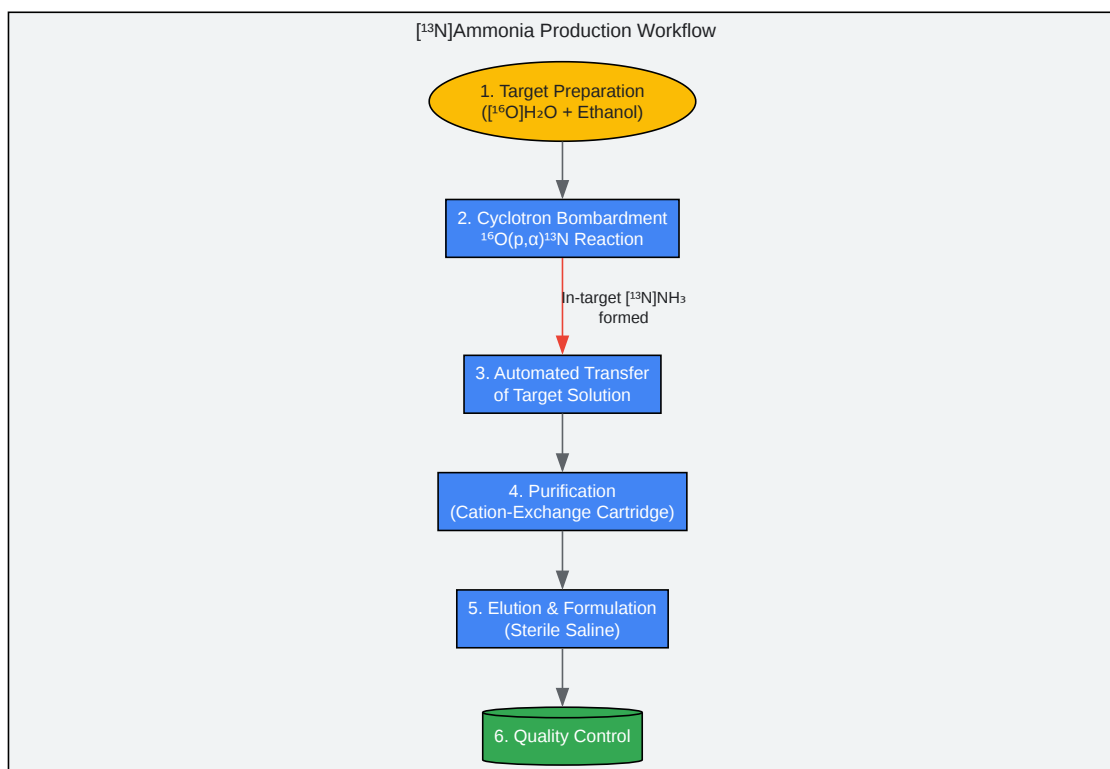 [¹³N]Ammonia Production Workflow
1. Target Preparation
([¹⁶O]H₂O + Ethanol)
2. Cyclotron Bombardment
¹⁶O(p,α)¹³N Reaction
In-target [¹³N]NH₃
formed
3. Automated Transfer
of Target Solution
4. Purification
(Cation-Exchange Cartridge)
5. Elution & Formulation
(Sterile Saline)
6. Quality Control